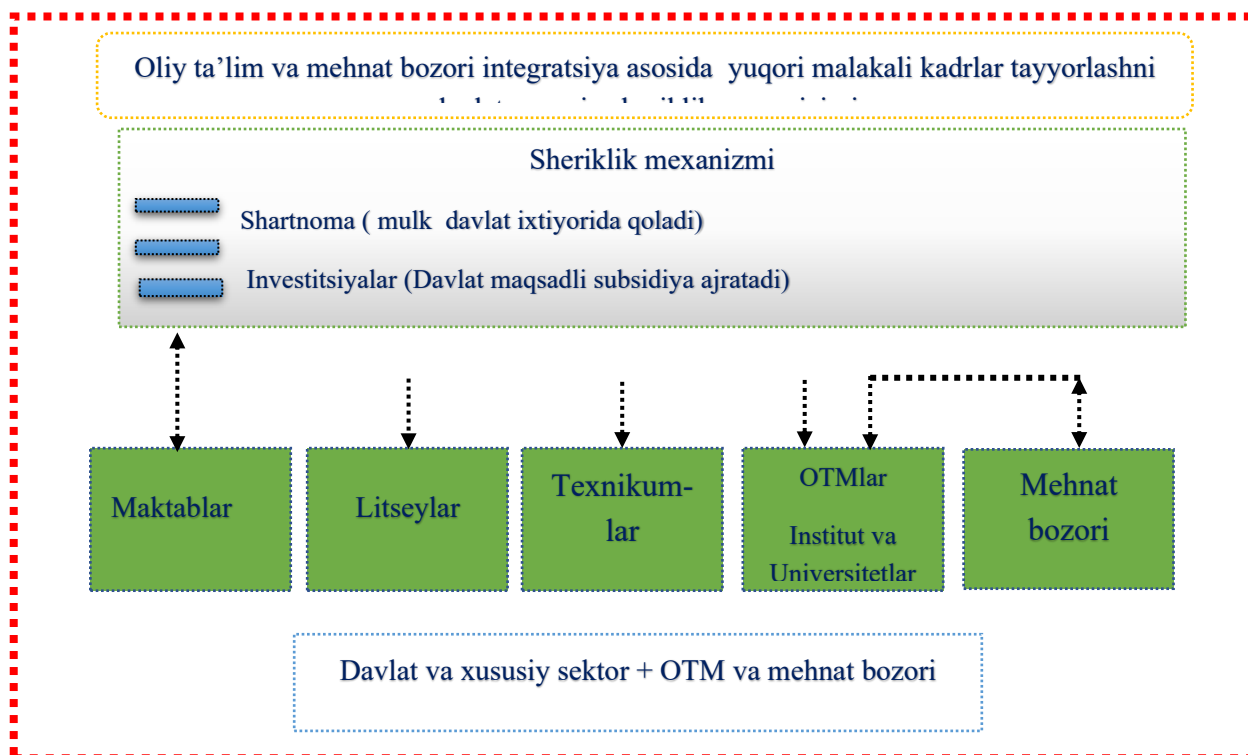 Oliy ta’lim va mehnat bozori integratsiya asosida yuqori malakali kadrlar tayyorlashni
Sheriklik mexanizmi
Shartnoma ( mulk davlat ixtiyorida qoladi)
Investitsiyalar (Davlat maqsadli subsidiya ajratadi)
Maktablar
Litseylar
Texnikum-
lar
OTMlar
Institut va
Universitetlar
Mehnat
bozori
Davlat va xususiy sektor + OTM va mehnat bozori